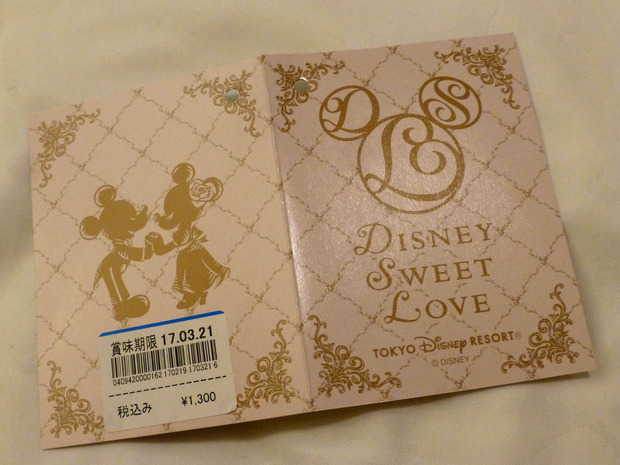 賞味期限 17.03.21
0409420000162 170219 170321 6
税込み ¥1,300
D S
L
DISNEY
SWEET
LOVE
TOKYO Disney RESORT®
© DISNEY